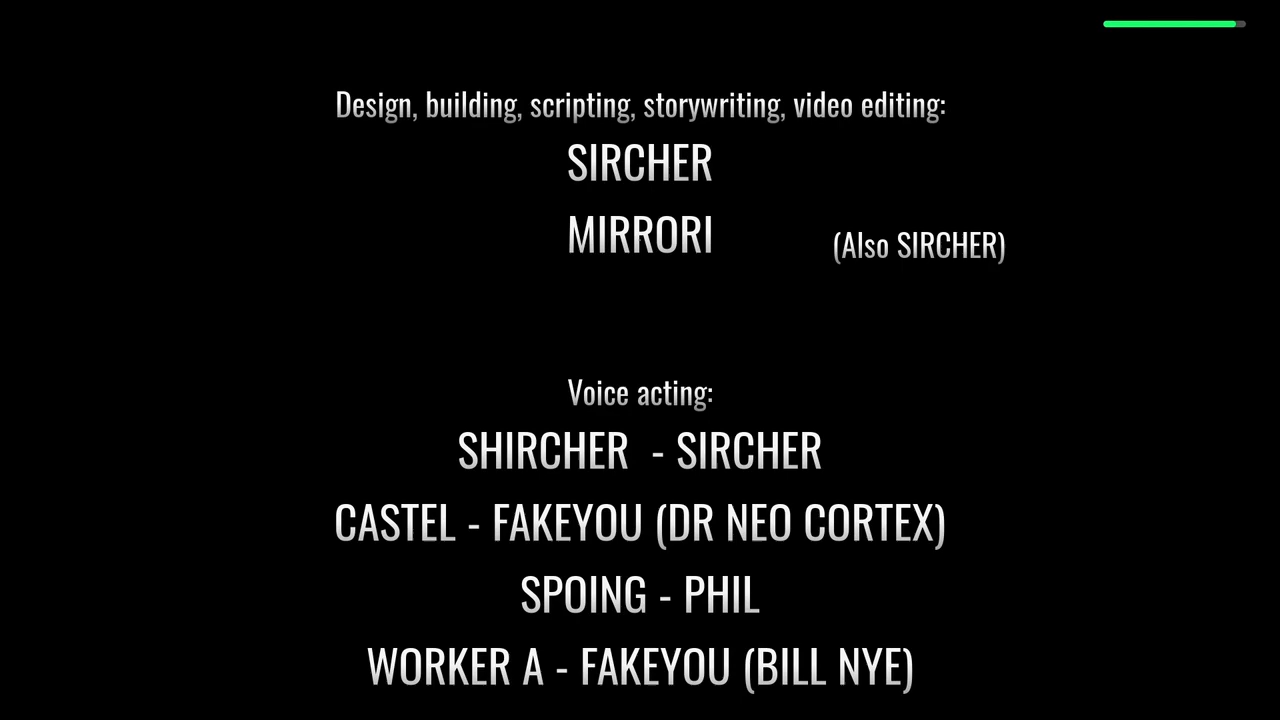 Design, building, scripting, storywriting, video editing:
SIRCHER
MIRRORI (Also SIRCHER)
Voice acting:
SHIRCHER - SIRCHER
CASTEL - FAKEYOU (DR NEO CORTEX)
SPOING - PHIL
WORKER A - FAKEYOU (BILL NYE)